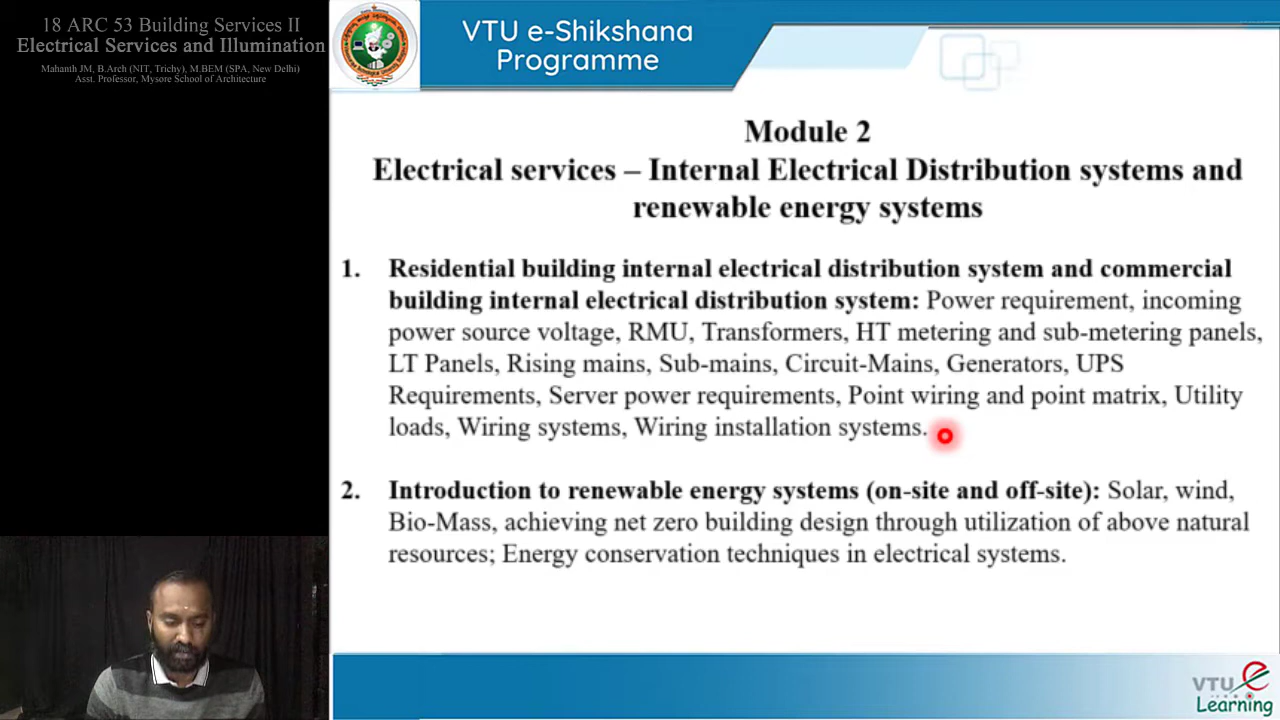 18 ARC 53 Building Services II
Electrical Services and Illumination
Mahanth JM, B.Arch (NIT, Trichy), M.BEM (SPA, New Delhi)
Asst. Professor, Mysore School of Architecture
VTU e-Shikshana
Programme
Module 2
Electrical services – Internal Electrical Distribution systems and
renewable energy systems
1. Residential building internal electrical distribution system and commercial
building internal electrical distribution system: Power requirement, incoming
power source voltage, RMU, Transformers, HT metering and sub-metering panels,
LT Panels, Rising mains, Sub-mains, Circuit-Mains, Generators, UPS
Requirements, Server power requirements, Point wiring and point matrix, Utility
loads, Wiring systems, Wiring installation systems.
2. Introduction to renewable energy systems (on-site and off-site): Solar, wind,
Bio-Mass, achieving net zero building design through utilization of above natural
resources; Energy conservation techniques in electrical systems.
VTU e
Learning